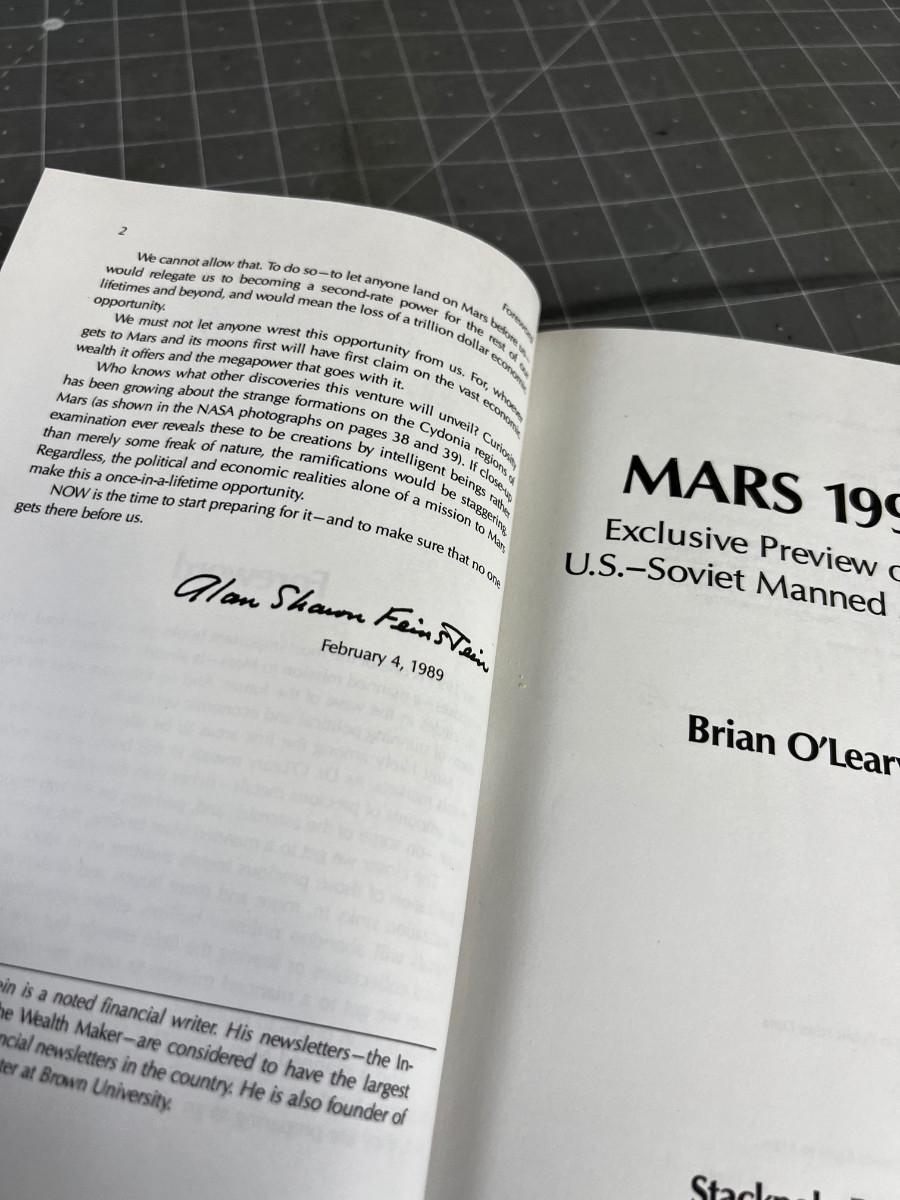 2
Foreword
We cannot allow that. To do so—to let anyone land on Mars before us—
would relegate us to becoming a second-rate power for the rest of our
lifetimes and beyond, and would mean the loss of a trillion dollar economic
opportunity.
We must not let anyone wrest this opportunity from us. For, whoever
gets to Mars and its moons first will have first claim on the vast economic
wealth it offers and the megapower that goes with it.
Who knows what other discoveries this venture will unveil? Curiosity
has been growing about the strange formations on the Cydonia regions of
Mars (as shown in the NASA photographs on pages 38 and 39). If close-up
examination ever reveals these to be creations by intelligent beings rather
than merely some freak of nature, the ramifications would be staggering.
Regardless, the political and economic realities alone of a mission to Mars
make this a once-in-a-lifetime opportunity.
NOW is the time to start preparing for it—and to make sure that no one
gets there before us.
Alan Shawn Feinstein
February 4, 1989
ein is a noted financial writer. His newsletters—the In-
he Wealth Maker—are considered to have the largest
ncial newsletters in the country. He is also founder of
ter at Brown University.
MARS 199
Exclusive Preview o
U.S.–Soviet Manned
Brian O'Leary